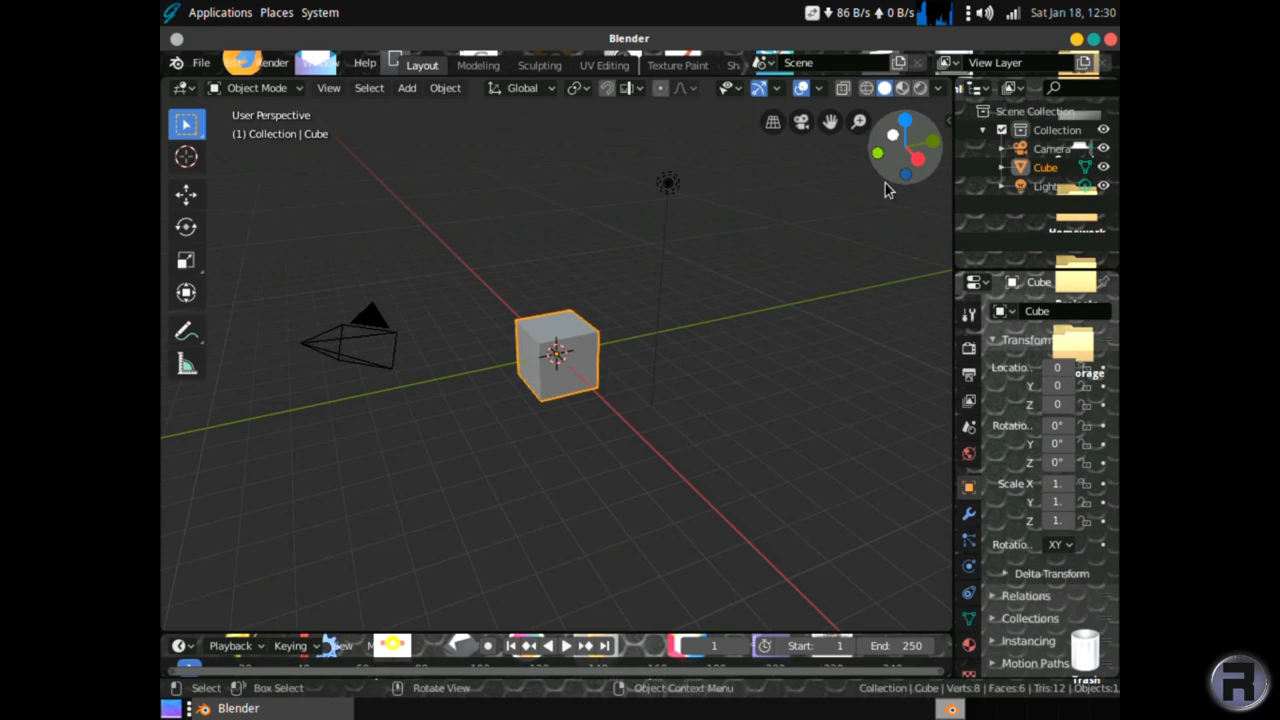 Applications Places System
86 B/s 0 B/s Sat Jan 18, 12:30
Blender
File Render Help Layout Modeling Sculpting UV Editing Texture Paint Sh Scene View Layer
Object Mode View Select Add Object Global
User Perspective
(1) Collection | Cube
Scene Collection
Collection
Camera
Cube
Light
Cube
Cube
Transform
Locatio.. 0
Y 0
Z 0
Rotatio.. 0°
Y 0°
Z 0°
Scale X 1.
Y 1.
Z 1.
Rotatio.. XY
Delta Transform
Relations
Collections
Instancing
Motion Paths
Trash
Playback Keying 1 Start: 1 End: 250
Select Box Select Rotate View Object Context Menu Collection | Cube | Verts:8 | Faces:6 | Tris:12 | Objects:1
Blender